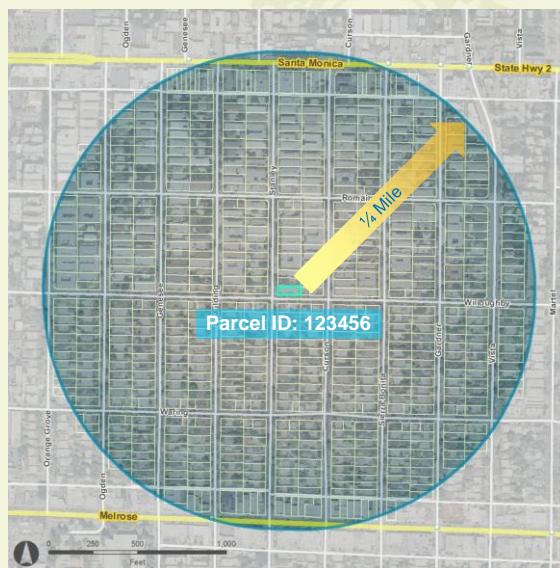 Ogden
Genesee
Curson
Gardner
Vista
Santa Monica
State Hwy 2
Stanley
Romaine
¼ Mile
Genesee
Willoughby
Martel
Parcel ID: 123456
Curson
Gardner
Vista
Sierra Bonita
Waring
Orange Grove
Ogden
Melrose
0 250 500 1,000
Feet